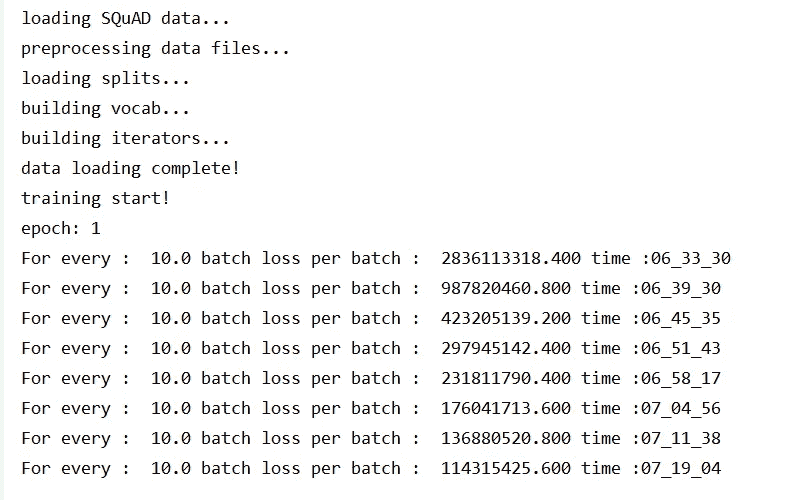 loading SQuAD data...
preprocessing data files...
loading splits...
building vocab...
building iterators...
data loading complete!
training start!
epoch: 1
For every :  10.0 batch loss per batch :  2836113318.400 time :06_33_30
For every :  10.0 batch loss per batch :  987820460.800 time :06_39_30
For every :  10.0 batch loss per batch :  423205139.200 time :06_45_35
For every :  10.0 batch loss per batch :  297945142.400 time :06_51_43
For every :  10.0 batch loss per batch :  231811790.400 time :06_58_17
For every :  10.0 batch loss per batch :  176041713.600 time :07_04_56
For every :  10.0 batch loss per batch :  136880520.800 time :07_11_38
For every :  10.0 batch loss per batch :  114315425.600 time :07_19_04